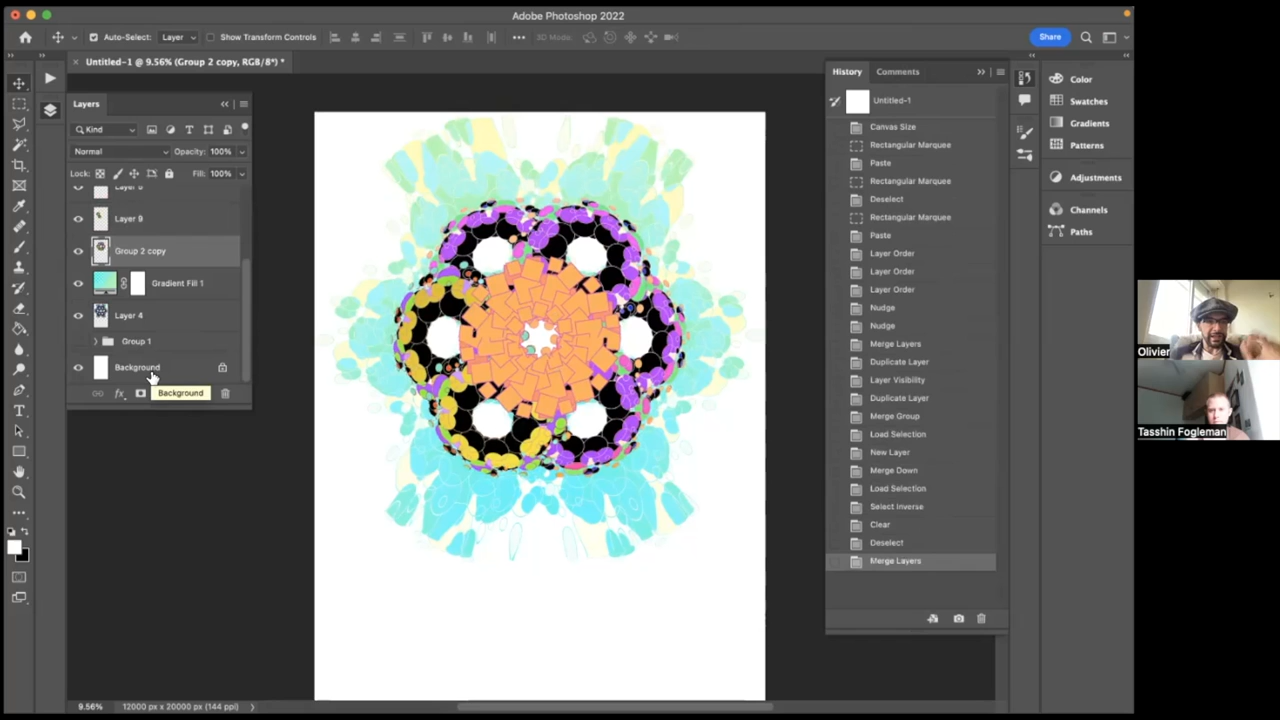 Adobe Photoshop 2022
Auto-Select: Layer Show Transform Controls 3D Mode: Share
Untitled-1 @ 9.56% (Group 2 copy, RGB/8*) *
Layers
Kind
Normal Opacity: 100%
Lock: Fill: 100%
Layer 9
Group 2 copy
Gradient Fill 1
Layer 4
Group 1
Background
Background
History Comments
Untitled-1
Canvas Size
Rectangular Marquee
Paste
Rectangular Marquee
Deselect
Rectangular Marquee
Paste
Layer Order
Layer Order
Layer Order
Nudge
Nudge
Merge Layers
Duplicate Layer
Layer Visibility
Duplicate Layer
Merge Group
Load Selection
New Layer
Merge Down
Load Selection
Select Inverse
Clear
Deselect
Merge Layers
Color
Swatches
Gradients
Patterns
Adjustments
Channels
Paths
Olivier
Tasshin Fogleman
9.56% 12000 px x 20000 px (144 ppi)